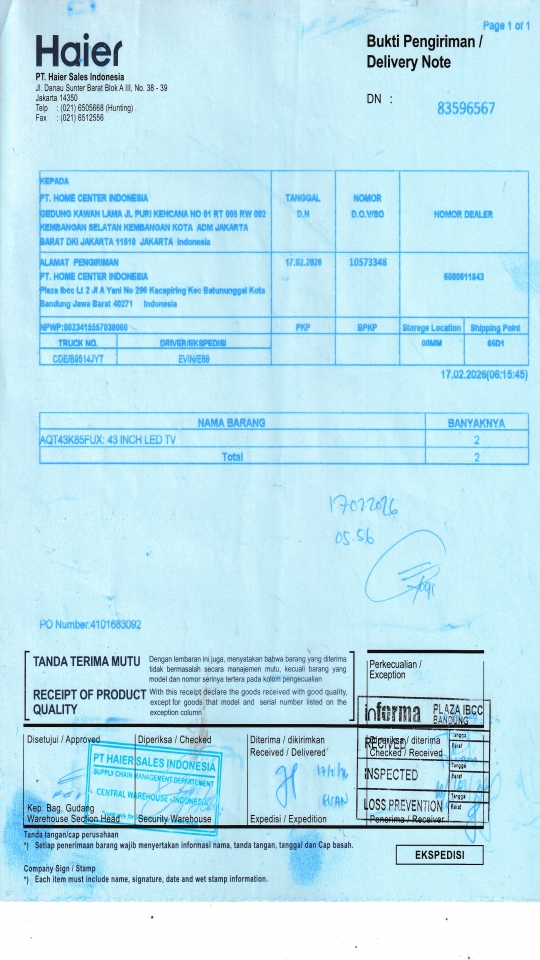 Page 1 of 1
Haier
PT. Haier Sales Indonesia
Jl. Danau Sunter Barat Blok A III, No. 38 - 39
Jakarta 14350
Telp : (021) 6505668 (Hunting)
Fax : (021) 6512556
Bukti Pengiriman /
Delivery Note
DN :
83596567
KEPADA
PT. HOME CENTER INDONESIA
GEDUNG KAWAN LAMA JL PURI KENCANA NO 01 RT 005 RW 002
KEMBANGAN SELATAN KEMBANGAN KOTA ADM JAKARTA
BARAT DKI JAKARTA 11610 JAKARTA Indonesia
TANGGAL
D.N
NOMOR
D.O./SO
NOMOR DEALER
ALAMAT PENGIRIMAN
PT. HOME CENTER INDONESIA
Plaza Ibcc Lt 2 Jl A Yani No 296 Kacapiring Kec Batununggal Kota
Bandung Jawa Barat 40271 Indonesia
17.02.2026
10573348
6000611843
NPWP:0023415557038000
PKP
BPKP
Storage Location
Shipping Point
TRUCK NO.
DRIVER/EKSPEDISI
00MM
65D1
CDE/B9514JYT
EVIN/E88
17.02.2026(06:15:45)
NAMA BARANG
BANYAKNYA
AQT43K85FUX: 43 INCH LED TV
2
Total
2
17022026
05.56
PO Number:4101683092
TANDA TERIMA MUTU
Dengan lembaran ini juga, menyatakan bahwa barang yang diterima
tidak bermasalah secara manajemen mutu, kecuali barang yang
model dan nomor serinya tertera pada kolom pengecualian
RECEIPT OF PRODUCT
QUALITY
With this receipt declare the goods received with good quality,
except for goods that model and serial number listed on the
exception column
Perkecualian /
Exception
informa PLAZA IBCC
BANDUNG
Disetujui / Approved
Diperiksa / Checked
Diterima / dikirimkan
Received / Delivered
Diperiksa / diterima
Checked / Received
RECIVED
Tangga
Paraf
INSPECTED
Tangga
Paraf
LOSS PREVENTION
Tangga
Paraf
PT HAIER SALES INDONESIA
SUPPLY CHAIN MANAGEMENT DEPARTEMENT
CENTRAL WAREHOUSE - INDONESIA
Kep. Bag. Gudang
Warehouse Section Head
Security Warehouse
Expedisi / Expedition
Penerima / Receiver
Tanda tangan/cap perusahaan
*) Setiap penerimaan barang wajib menyertakan informasi nama, tanda tangan, tanggal dan Cap basah.
EKSPEDISI
Company Sign / Stamp
*) Each item must include name, signature, date and wet stamp information.